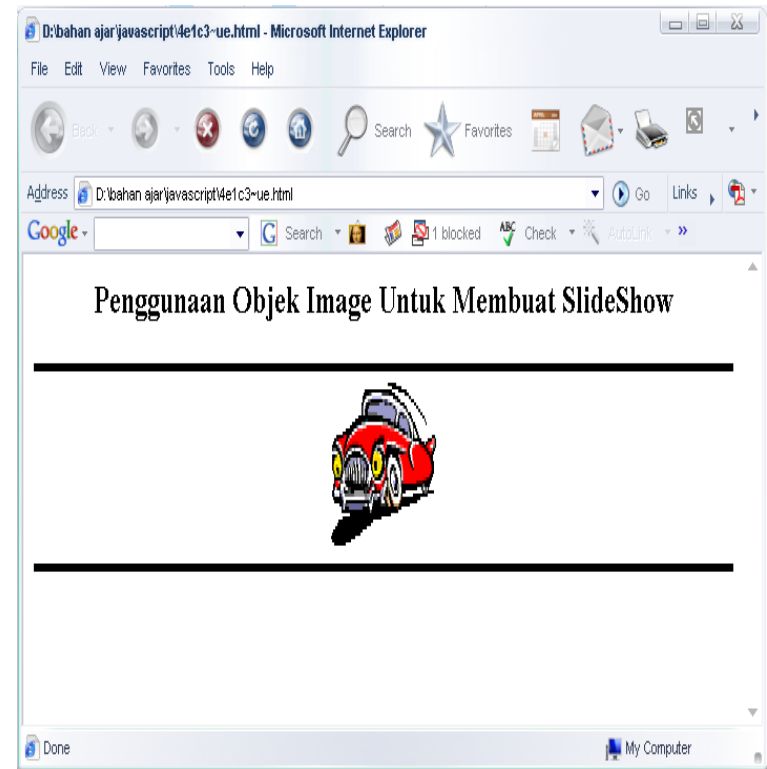 D:\bahan ajar\javascript\4e1c3~ue.html - Microsoft Internet Explorer
File Edit View Favorites Tools Help
Back Search Favorites
Address D:\bahan ajar\javascript\4e1c3~ue.html Go Links
Google G Search 1 blocked ABC Check AutoLink »
Penggunaan Objek Image Untuk Membuat SlideShow
Done My Computer